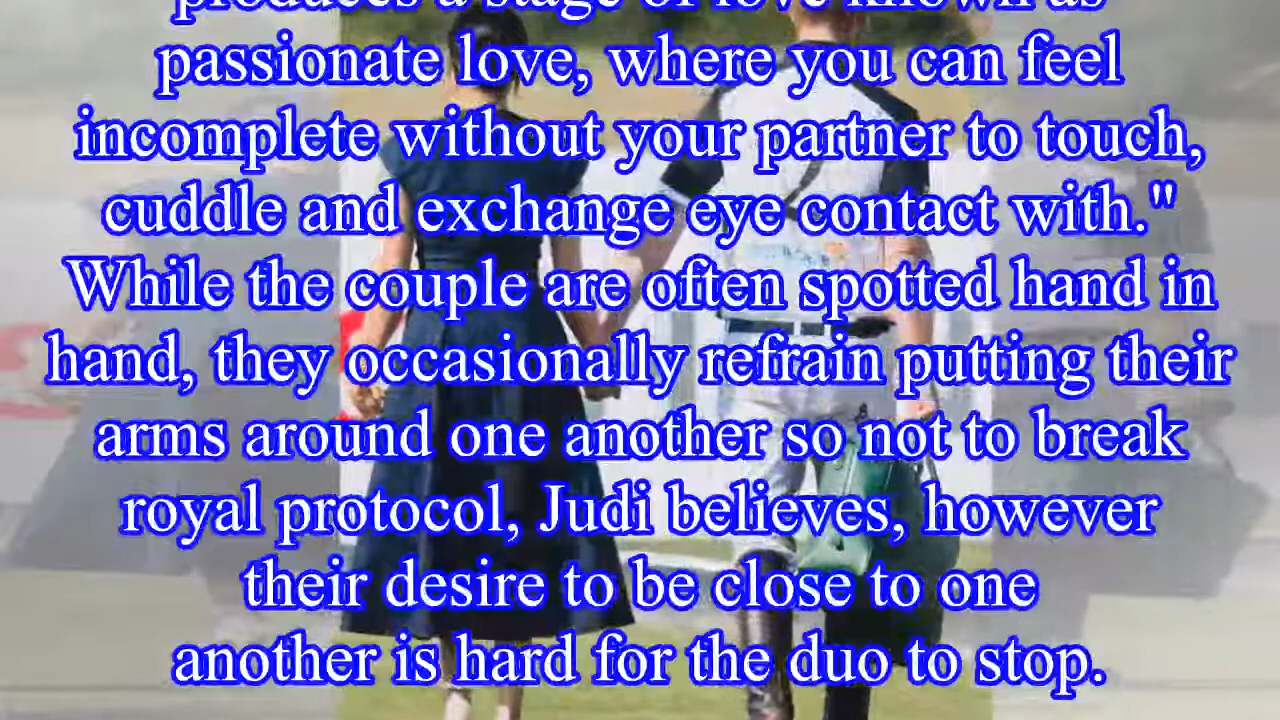 produces a stage of love known as
passionate love, where you can feel
incomplete without your partner to touch,
cuddle and exchange eye contact with."
While the couple are often spotted hand in
hand, they occasionally refrain putting their
arms around one another so not to break
royal protocol, Judi believes, however
their desire to be close to one
another is hard for the duo to stop.